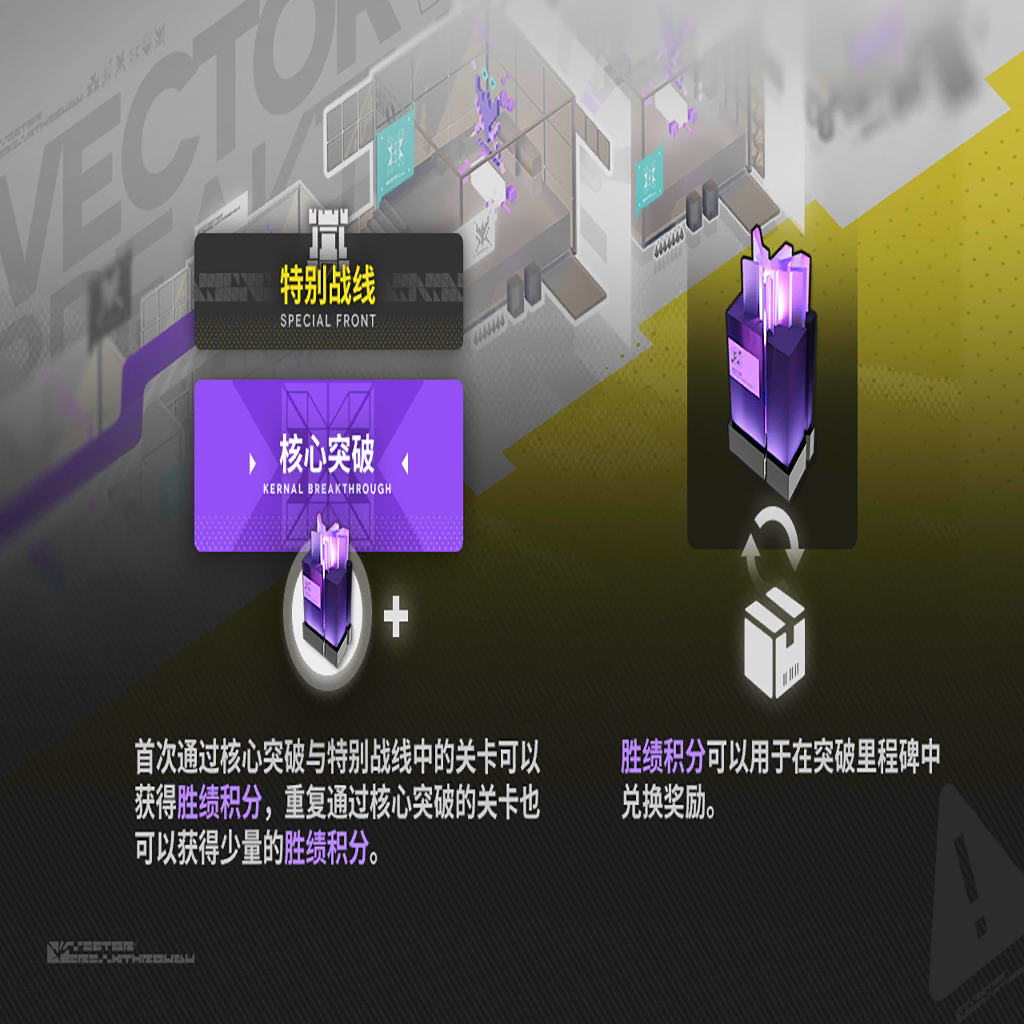 VECTOR
特别战线
SPECIAL FRONT
核心突破
KERNAL BREAKTHROUGH
首次通过核心突破与特别战线中的关卡可以
获得胜绩积分，重复通过核心突破的关卡也
可以获得少量的胜绩积分。
胜绩积分可以用于在突破里程碑中
兑换奖励。
VECTOR
BREAKTHROUGH